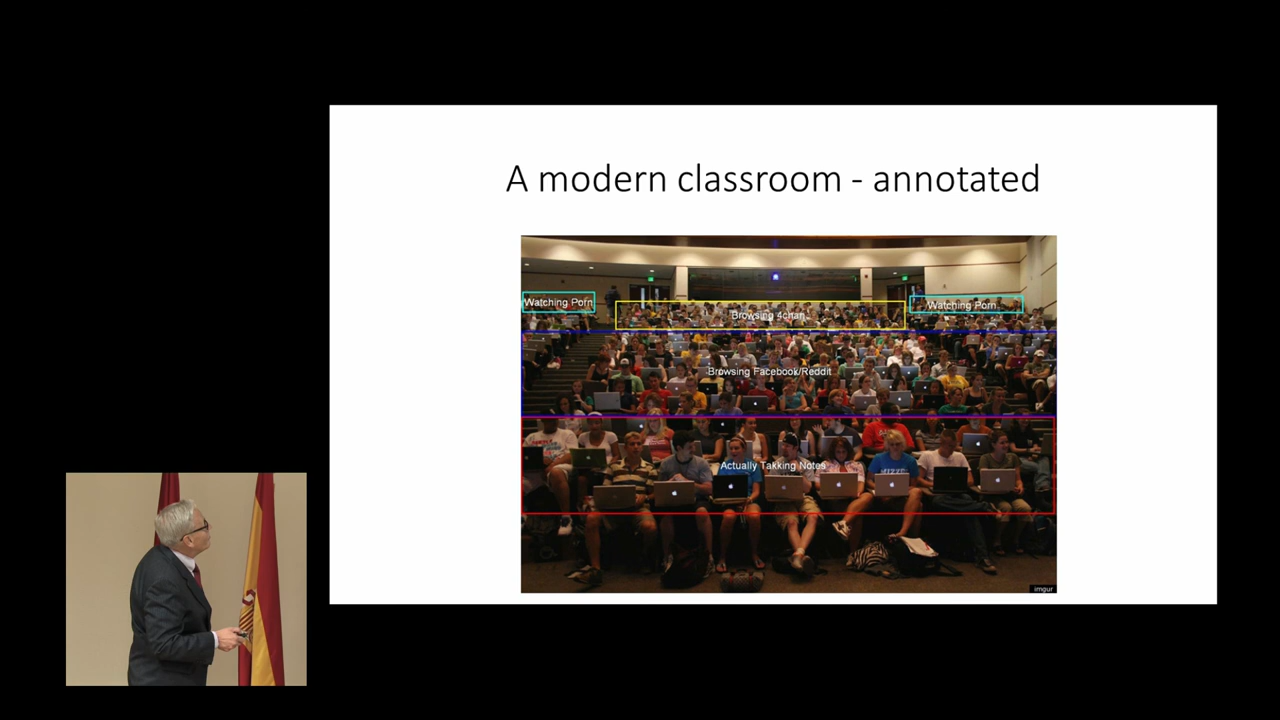 A modern classroom - annotated
Watching Porn
Watching Porn
Browsing 4chan
Browsing Facebook/Reddit
Actually Takking Notes
imgur